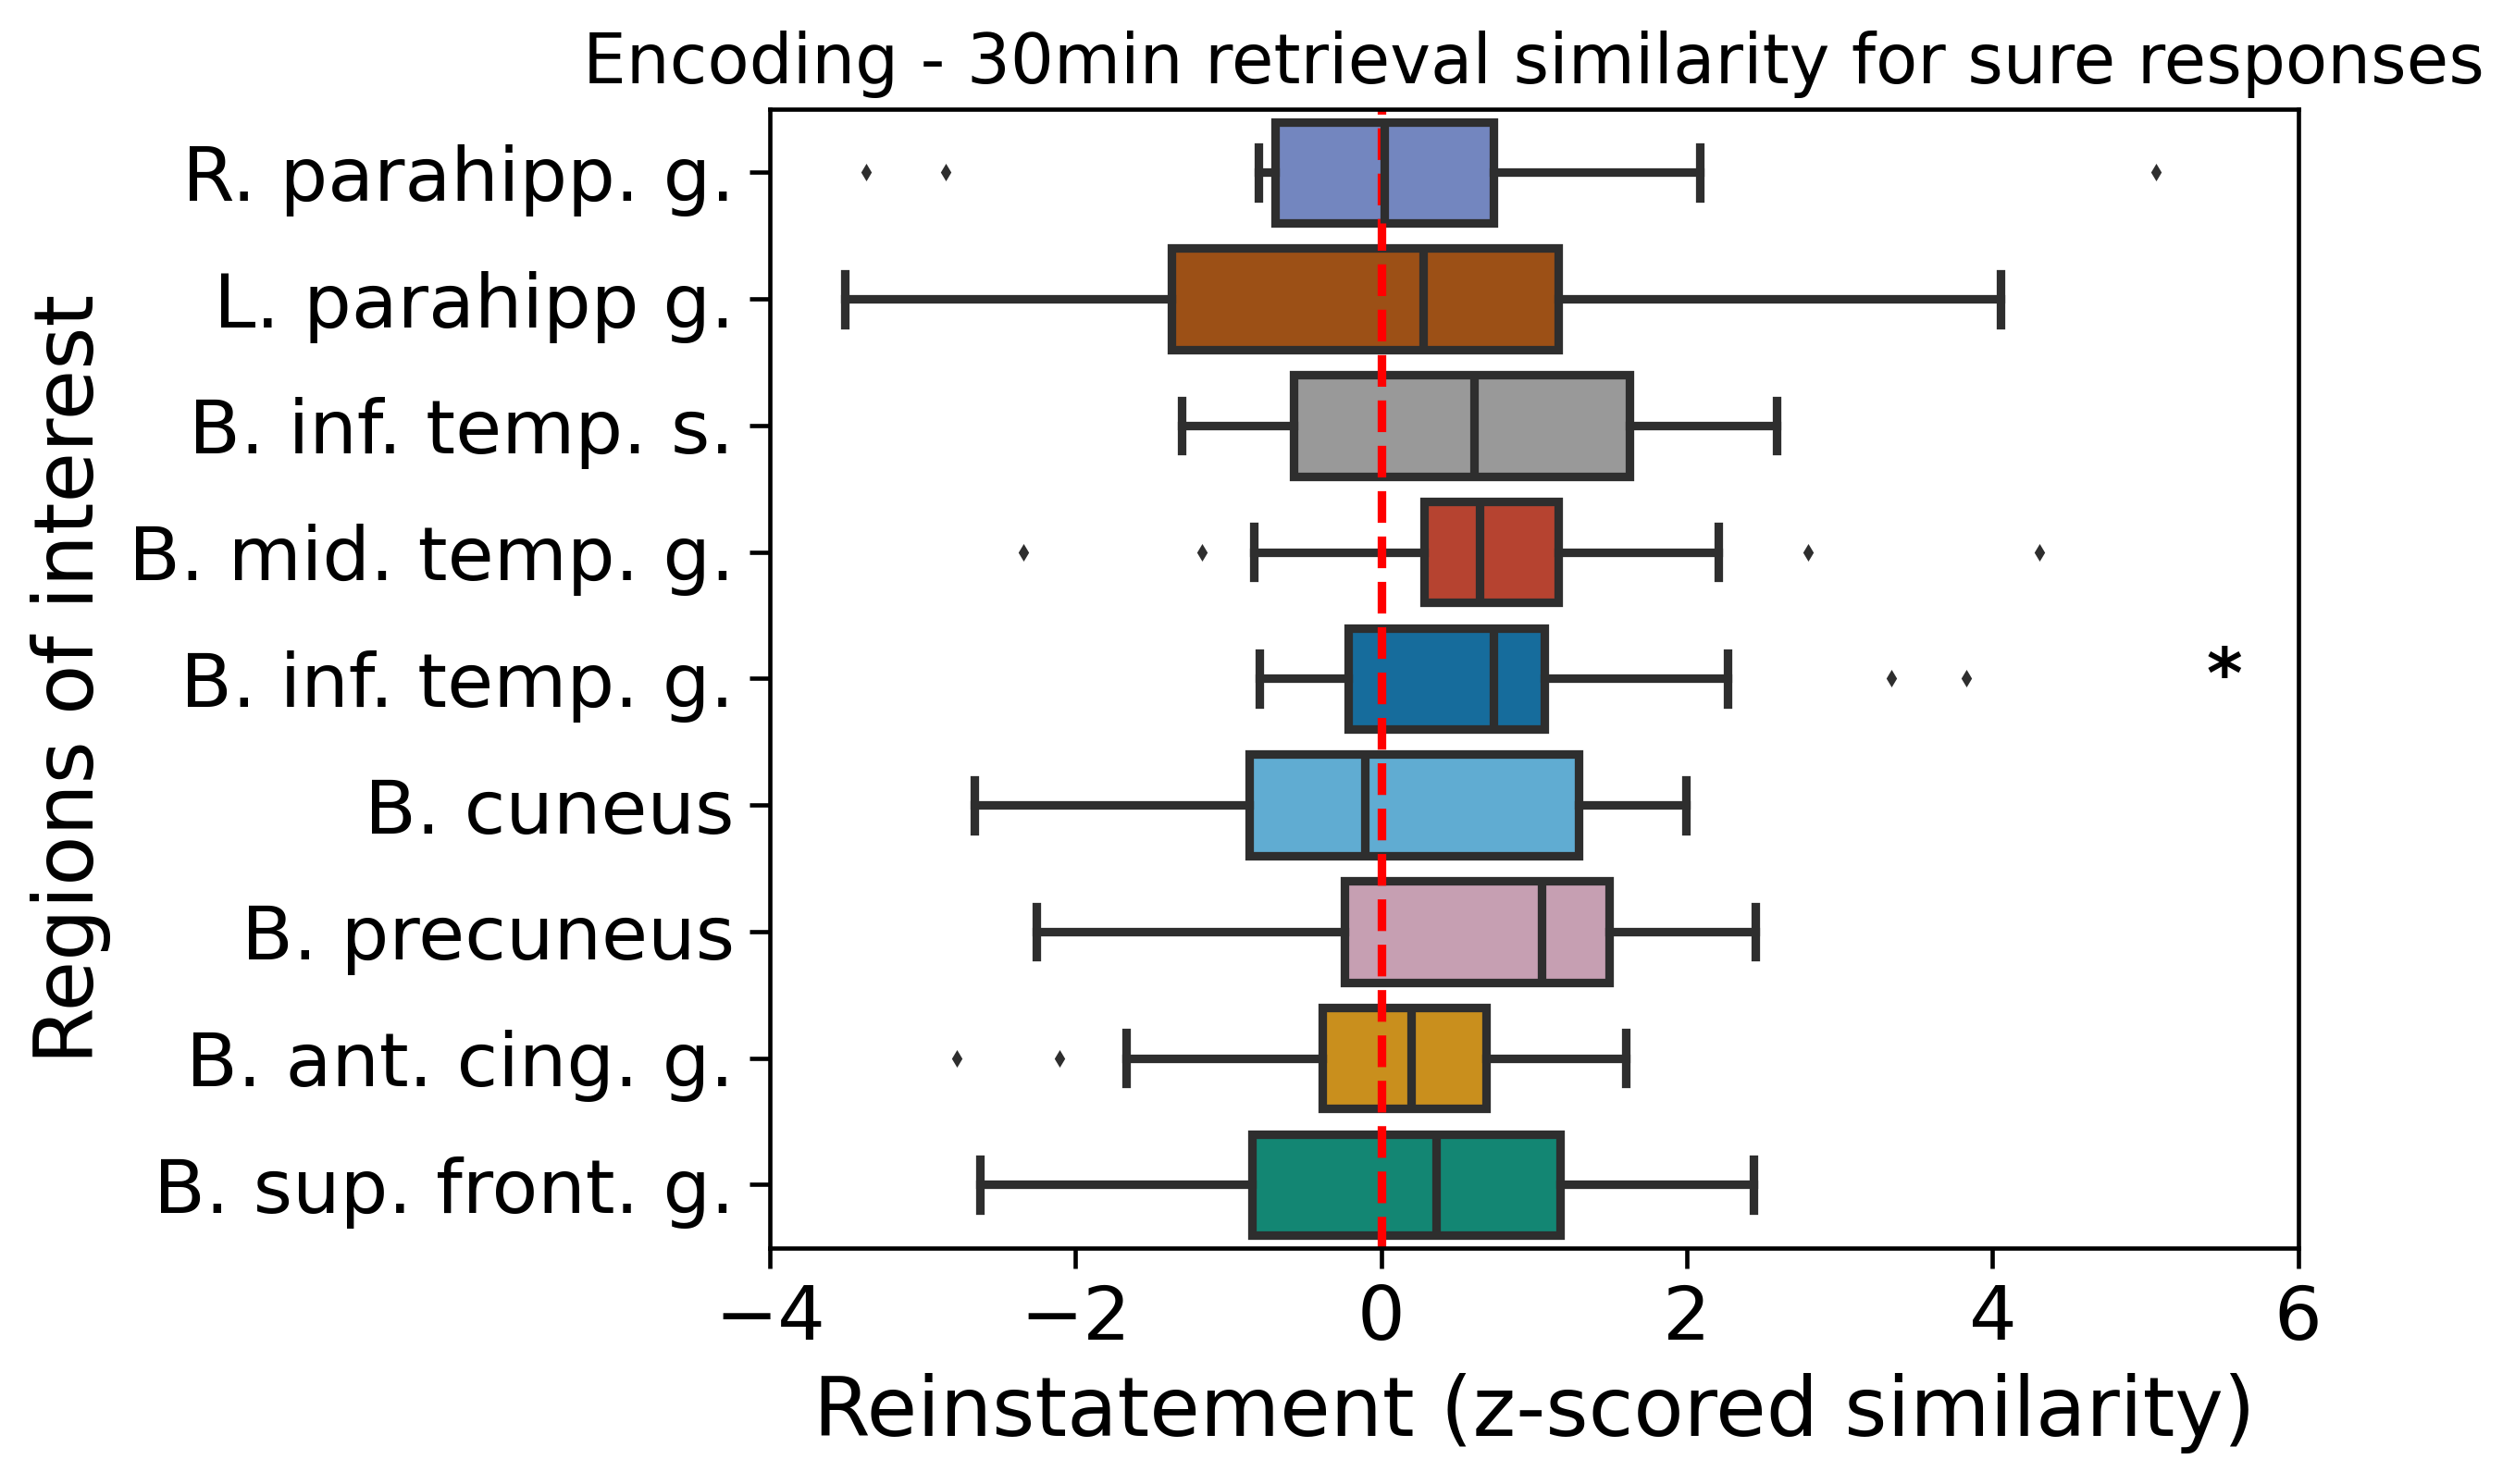 Encoding - 30min retrieval similarity for sure responses
Regions of interest
R. parahipp. g.
L. parahipp g.
B. inf. temp. s.
B. mid. temp. g.
B. inf. temp. g.
*
B. cuneus
B. precuneus
B. ant. cing. g.
B. sup. front. g.
−4 −2 0 2 4 6
Reinstatement (z-scored similarity)